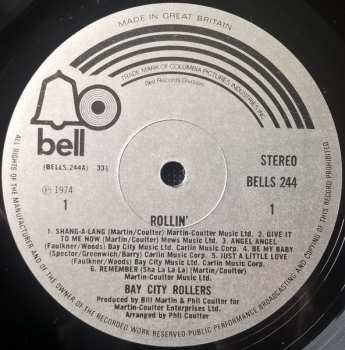 MADE IN GREAT BRITAIN
TRADE MARK OF COLUMBIA PICTURES INDUSTRIES INC
Bell Records Division
bell
(BELLS.244A) 33⅓
STEREO
BELLS 244
℗ 1974
1
1
ROLLIN'
1. SHANG-A-LANG (Martin/Coulter) Martin-Coulter Music Ltd. 2. GIVE IT
TO ME NOW (Martin/Coulter) Mews Music Ltd. 3. ANGEL ANGEL
(Faulkner/Woods) Bay City Music Ltd. Carlin Music Corp. 4. BE MY BABY
(Spector/Greenwich/Barry) Carlin Music Corp. 5. JUST A LITTLE LOVE
(Faulkner/Woods) Bay City Music Ltd. Carlin Music Corp.
6. REMEMBER (Sha La La La) (Martin/Coulter)
Martin-Coulter Music Ltd.
BAY CITY ROLLERS
Produced by Bill Martin & Phil Coulter for
Martin-Coulter Enterprises Ltd.
Arranged by Phil Coulter
ALL RIGHTS OF THE MANUFACTURER AND OF THE OWNER OF THE RECORDED WORK RESERVED·PUBLIC PERFORMANCE BROADCASTING AND COPYING OF THIS RECORD PROHIBITED